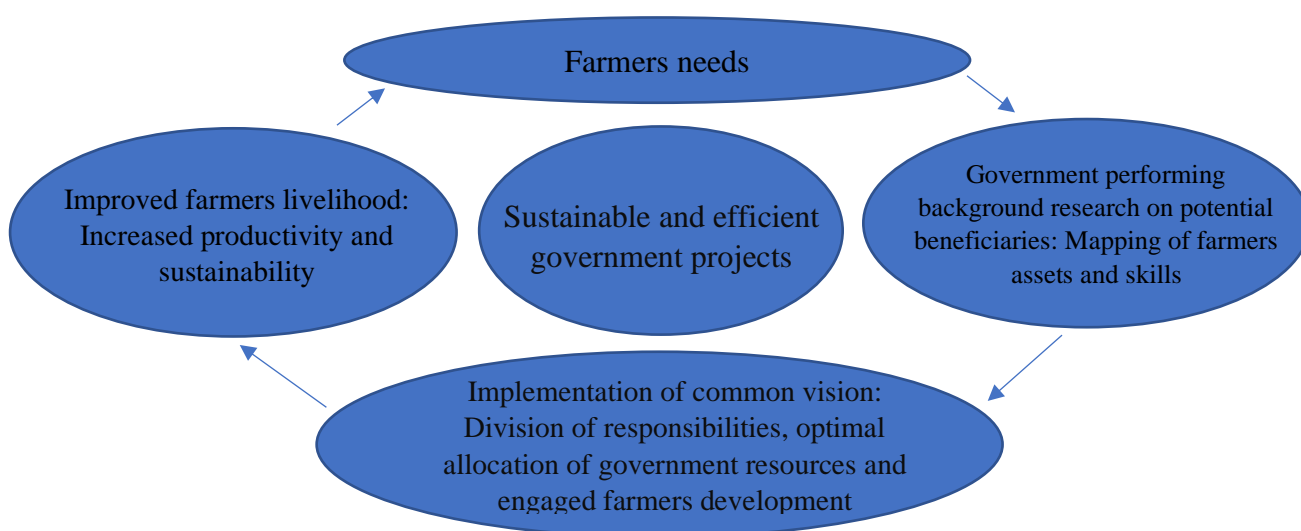 Farmers needs
Government performing
background research on potential
beneficiaries: Mapping of farmers
assets and skills
Improved farmers livelihood:
Increased productivity and
sustainability
Sustainable and efficient
government projects
Implementation of common vision:
Division of responsibilities, optimal
allocation of government resources and
engaged farmers development